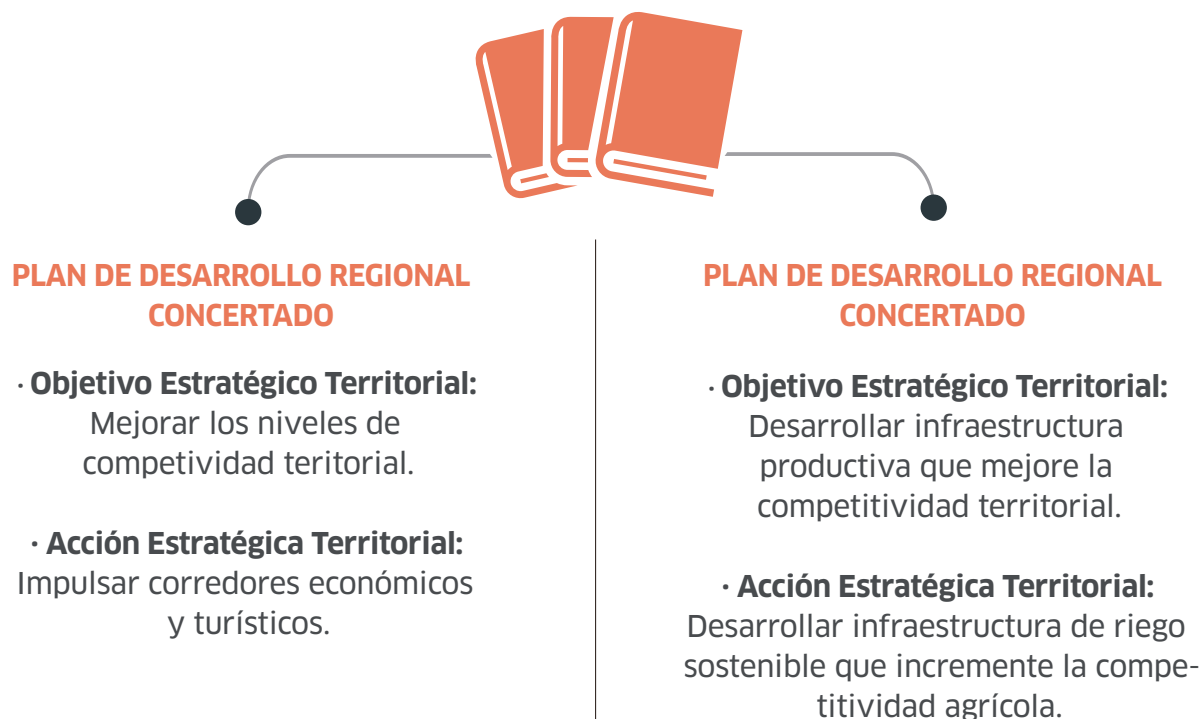 PLAN DE DESARROLLO REGIONAL
CONCERTADO
· Objetivo Estratégico Territorial:
Mejorar los niveles de
competividad teritorial.
· Acción Estratégica Territorial:
Impulsar corredores económicos
y turísticos.
PLAN DE DESARROLLO REGIONAL
CONCERTADO
· Objetivo Estratégico Territorial:
Desarrollar infraestructura
productiva que mejore la
competitividad territorial.
· Acción Estratégica Territorial:
Desarrollar infraestructura de riego
sostenible que incremente la compe-
titividad agrícola.